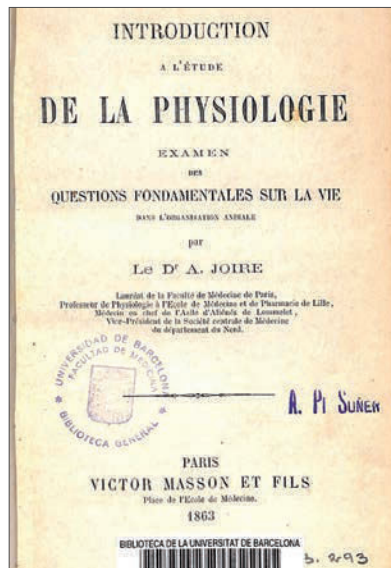 INTRODUCTION
A L'ÉTUDE
DE LA PHYSIOLOGIE
EXAMEN
DES
QUESTIONS FONDAMENTALES SUR LA VIE
DANS L'ORGANISATION ANIMALE
par
Le Dr A. JOIRE
Lauréat de la Faculté de Médecine de Paris,
Professeur de Physiologie à l'Ecole de Médecine et de Pharmacie de Lille,
Médecin en chef de l'Asile d'Aliénés de Lommelet,
Vice-Président de la Société centrale de Médecine
du département du Nord.
UNIVERSIDAD DE BARCELONA
FACULTAD DE MEDICINA
BIBLIOTECA GENERAL
A. PI SUÑER
PARIS
VICTOR MASSON ET FILS
Place de l'Ecole de Médecine.
1863
BIBLIOTECA DE LA UNIVERSITAT DE BARCELONA
293